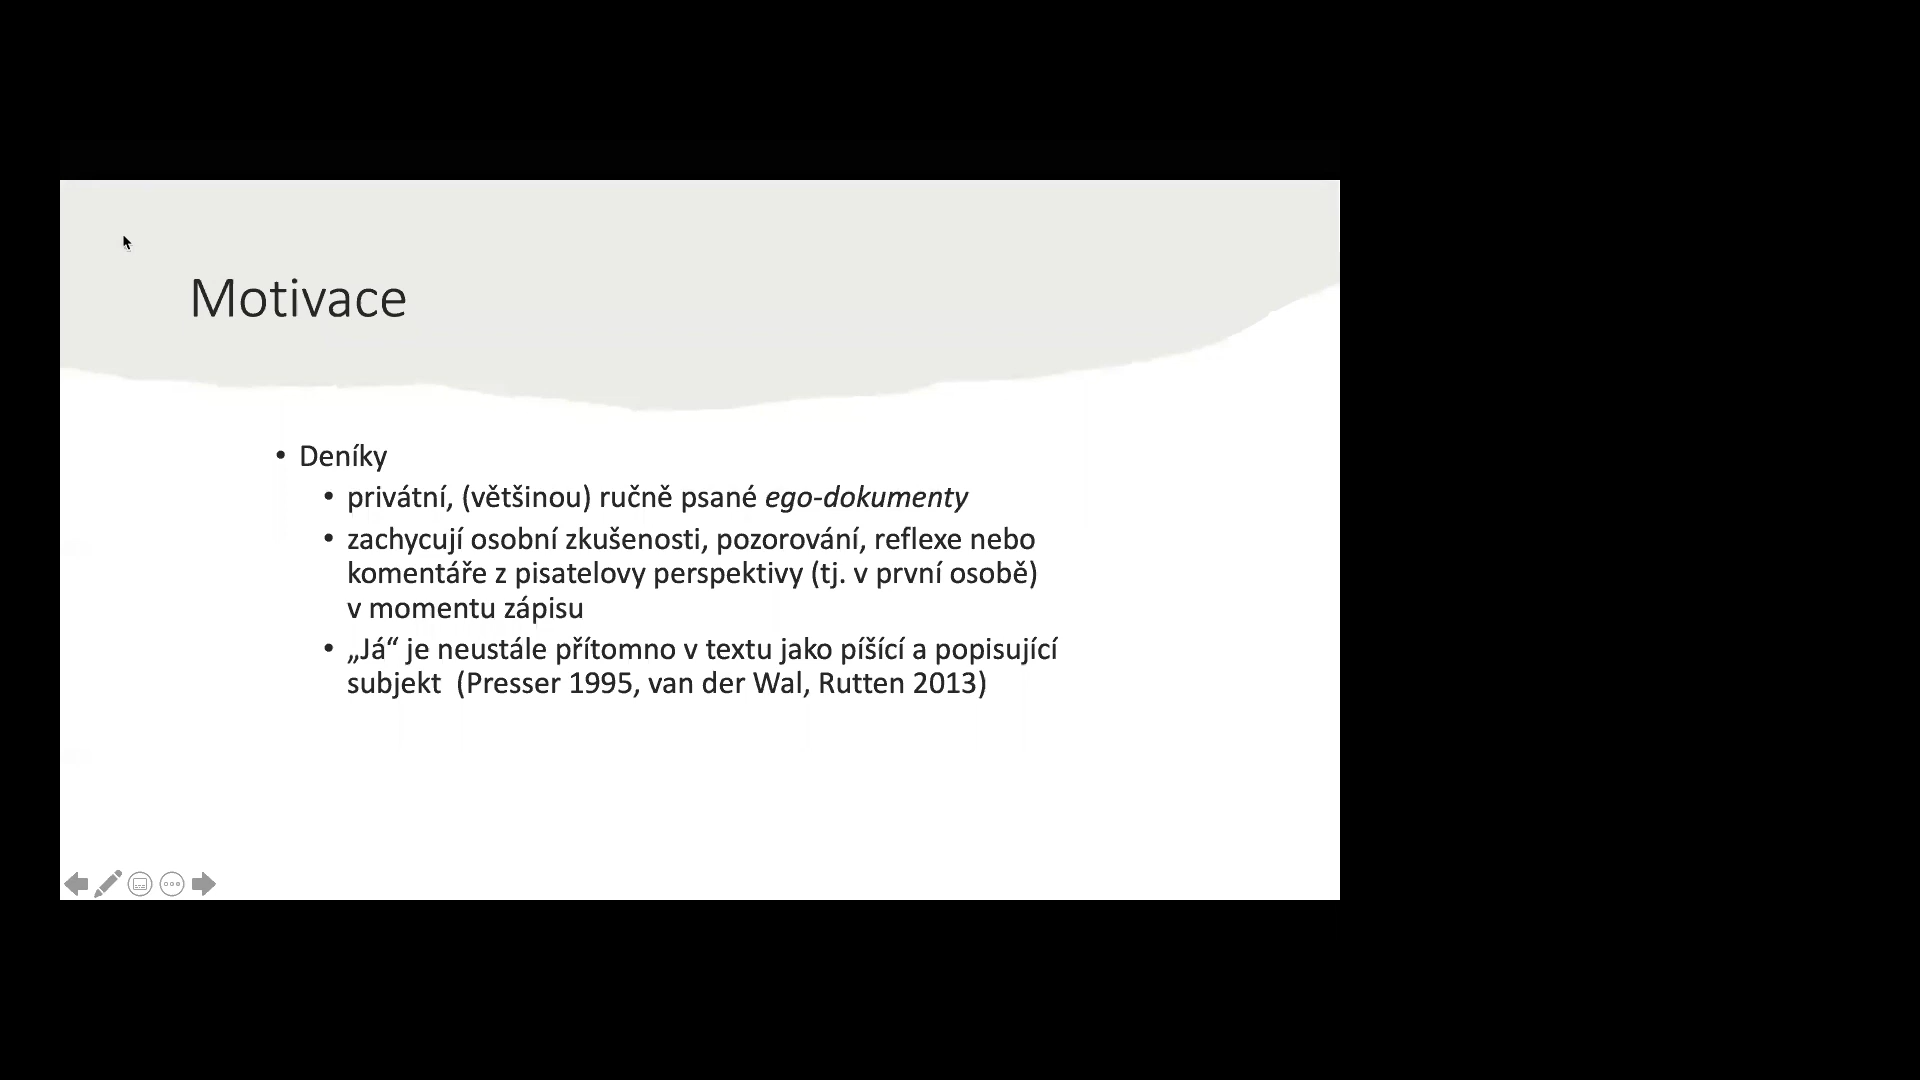 Motivace
• Deníky
• privátní, (většinou) ručně psané ego-dokumenty
• zachycují osobní zkušenosti, pozorování, reflexe nebo
komentáře z pisatelovy perspektivy (tj. v první osobě)
v momentu zápisu
• „Já“ je neustále přítomno v textu jako píšící a popisující
subjekt  (Presser 1995, van der Wal, Rutten 2013)